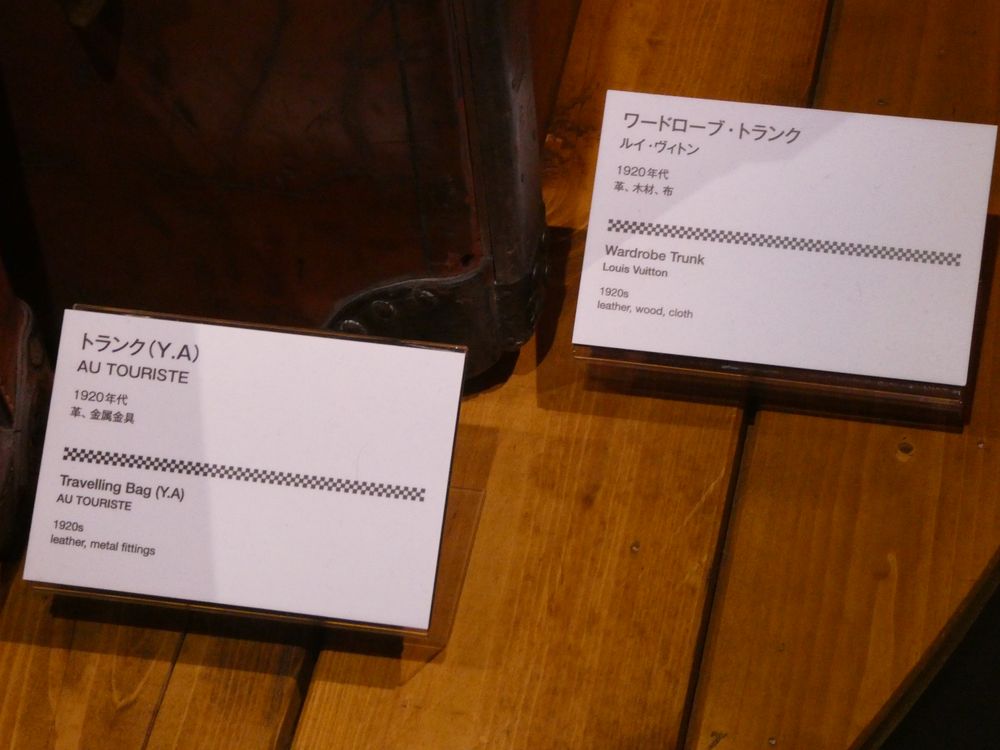 トランク(Y.A)
AU TOURISTE
1920年代
革、金属金具
Travelling Bag (Y.A)
AU TOURISTE
1920s
leather, metal fittings
ワードローブ・トランク
ルイ・ヴィトン
1920年代
革、木材、布
Wardrobe Trunk
Louis Vuitton
1920s
leather, wood, cloth